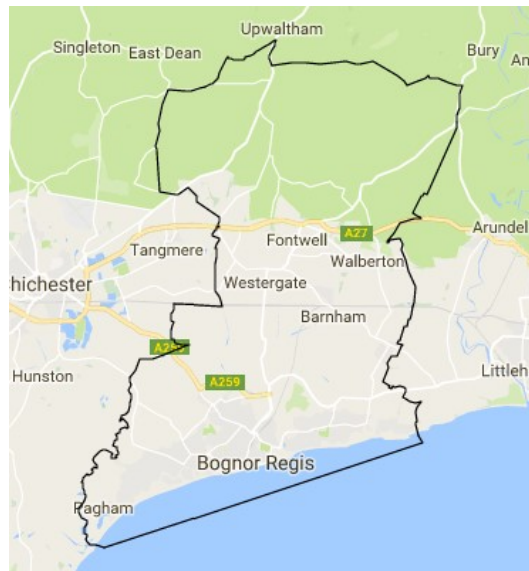 Upwaltham
Singleton
East Dean
Bury
An
A27
Arundel
Tangmere
Fontwell
Walberton
hichester
Westergate
Barnham
A259
Hunston
A259
Littleh
Bognor Regis
Pagham